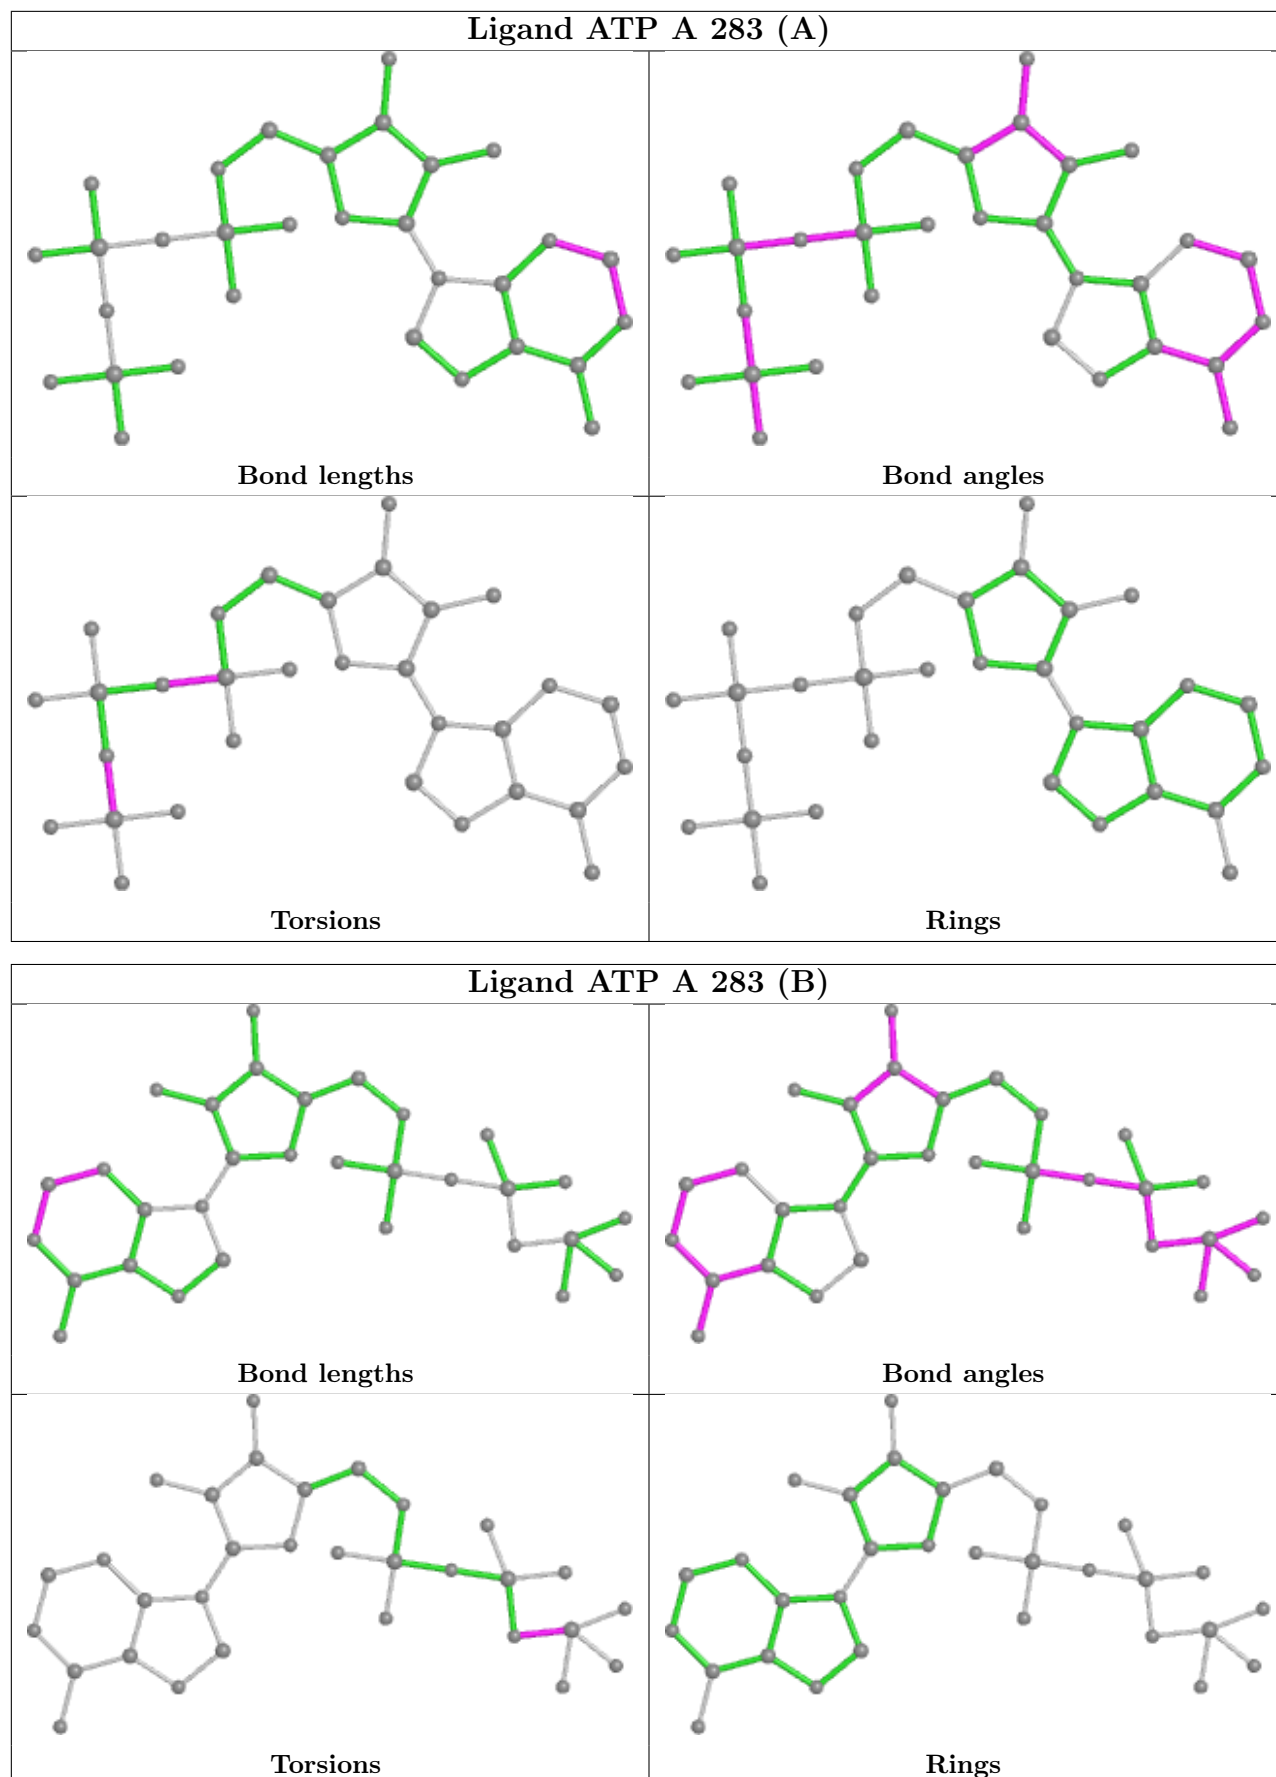 Ligand ATP A 283 (A)
Bond lengths
Bond angles
Torsions
Rings
Ligand ATP A 283 (B)
Bond lengths
Bond angles
Torsions
Rings